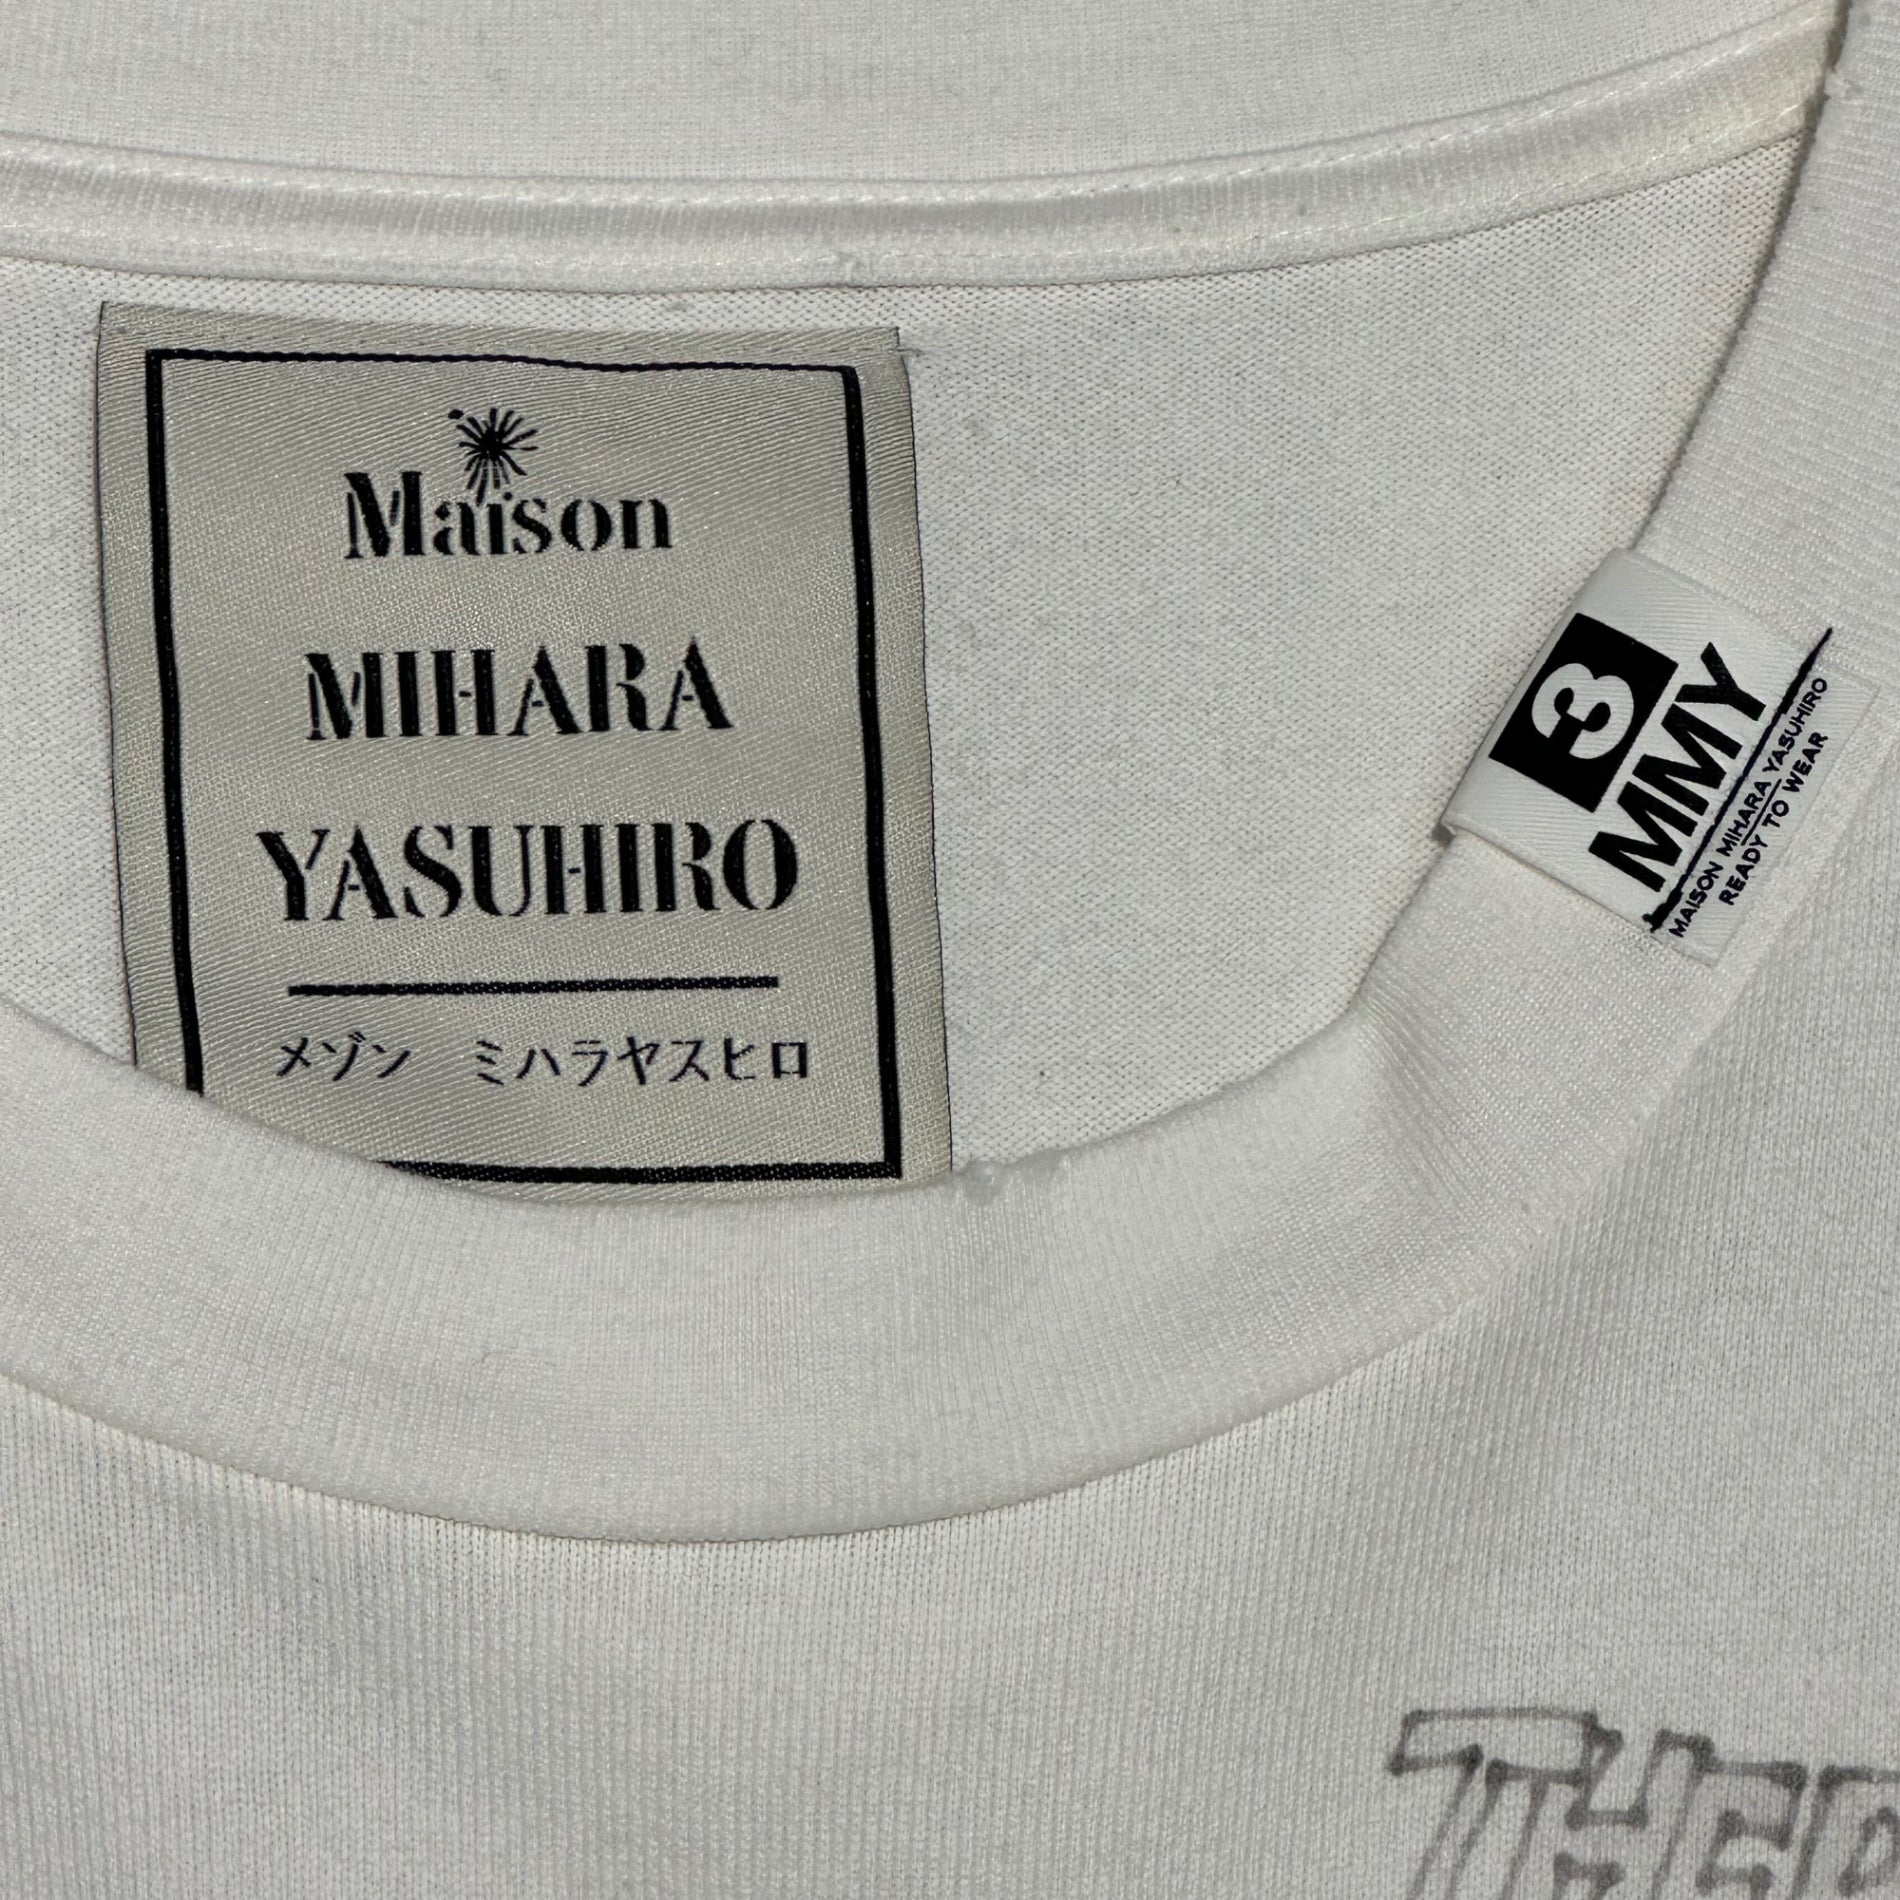 Maison
MIHARA
YASUHIRO
メゾン ミハラヤスヒロ
3
MMY
MAISON MIHARA YASUHIRO
READY TO WEAR